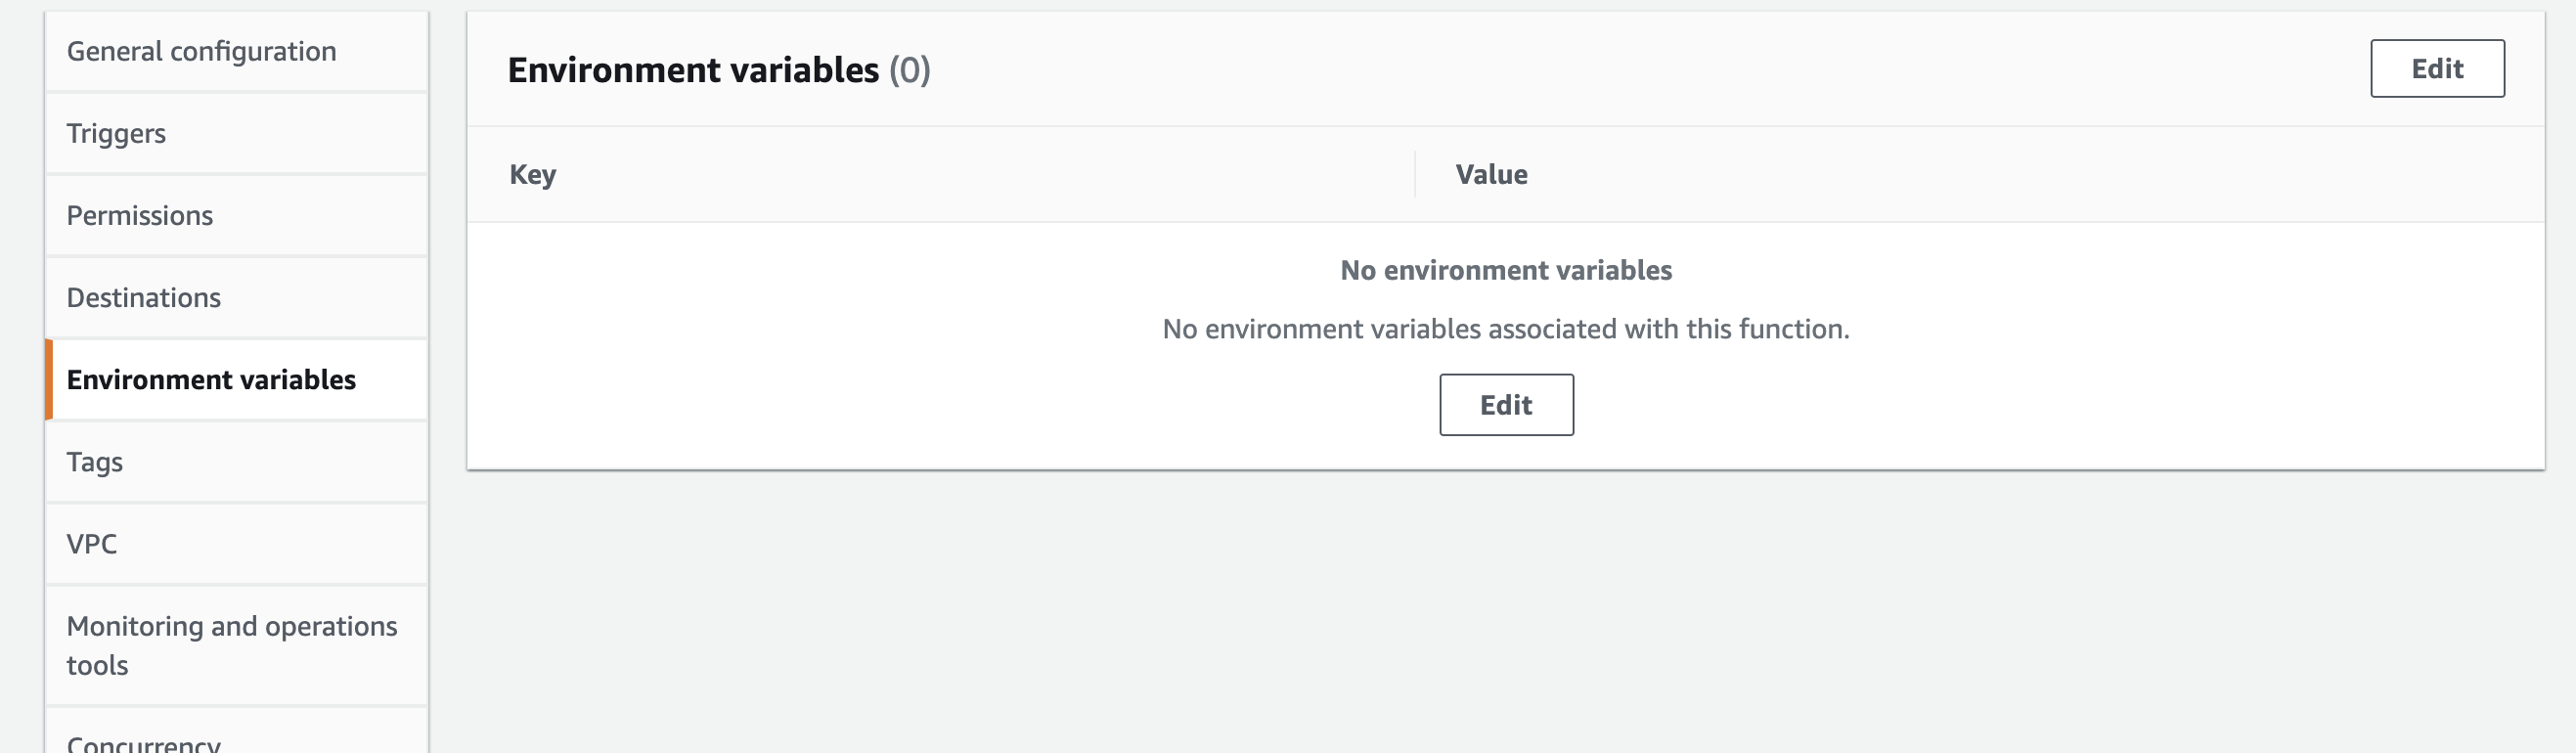 General configuration
Triggers
Permissions
Destinations
Environment variables
Tags
VPC
Monitoring and operations
tools
Concurrency
Environment variables (0)
Edit
Key
Value
No environment variables
No environment variables associated with this function.
Edit